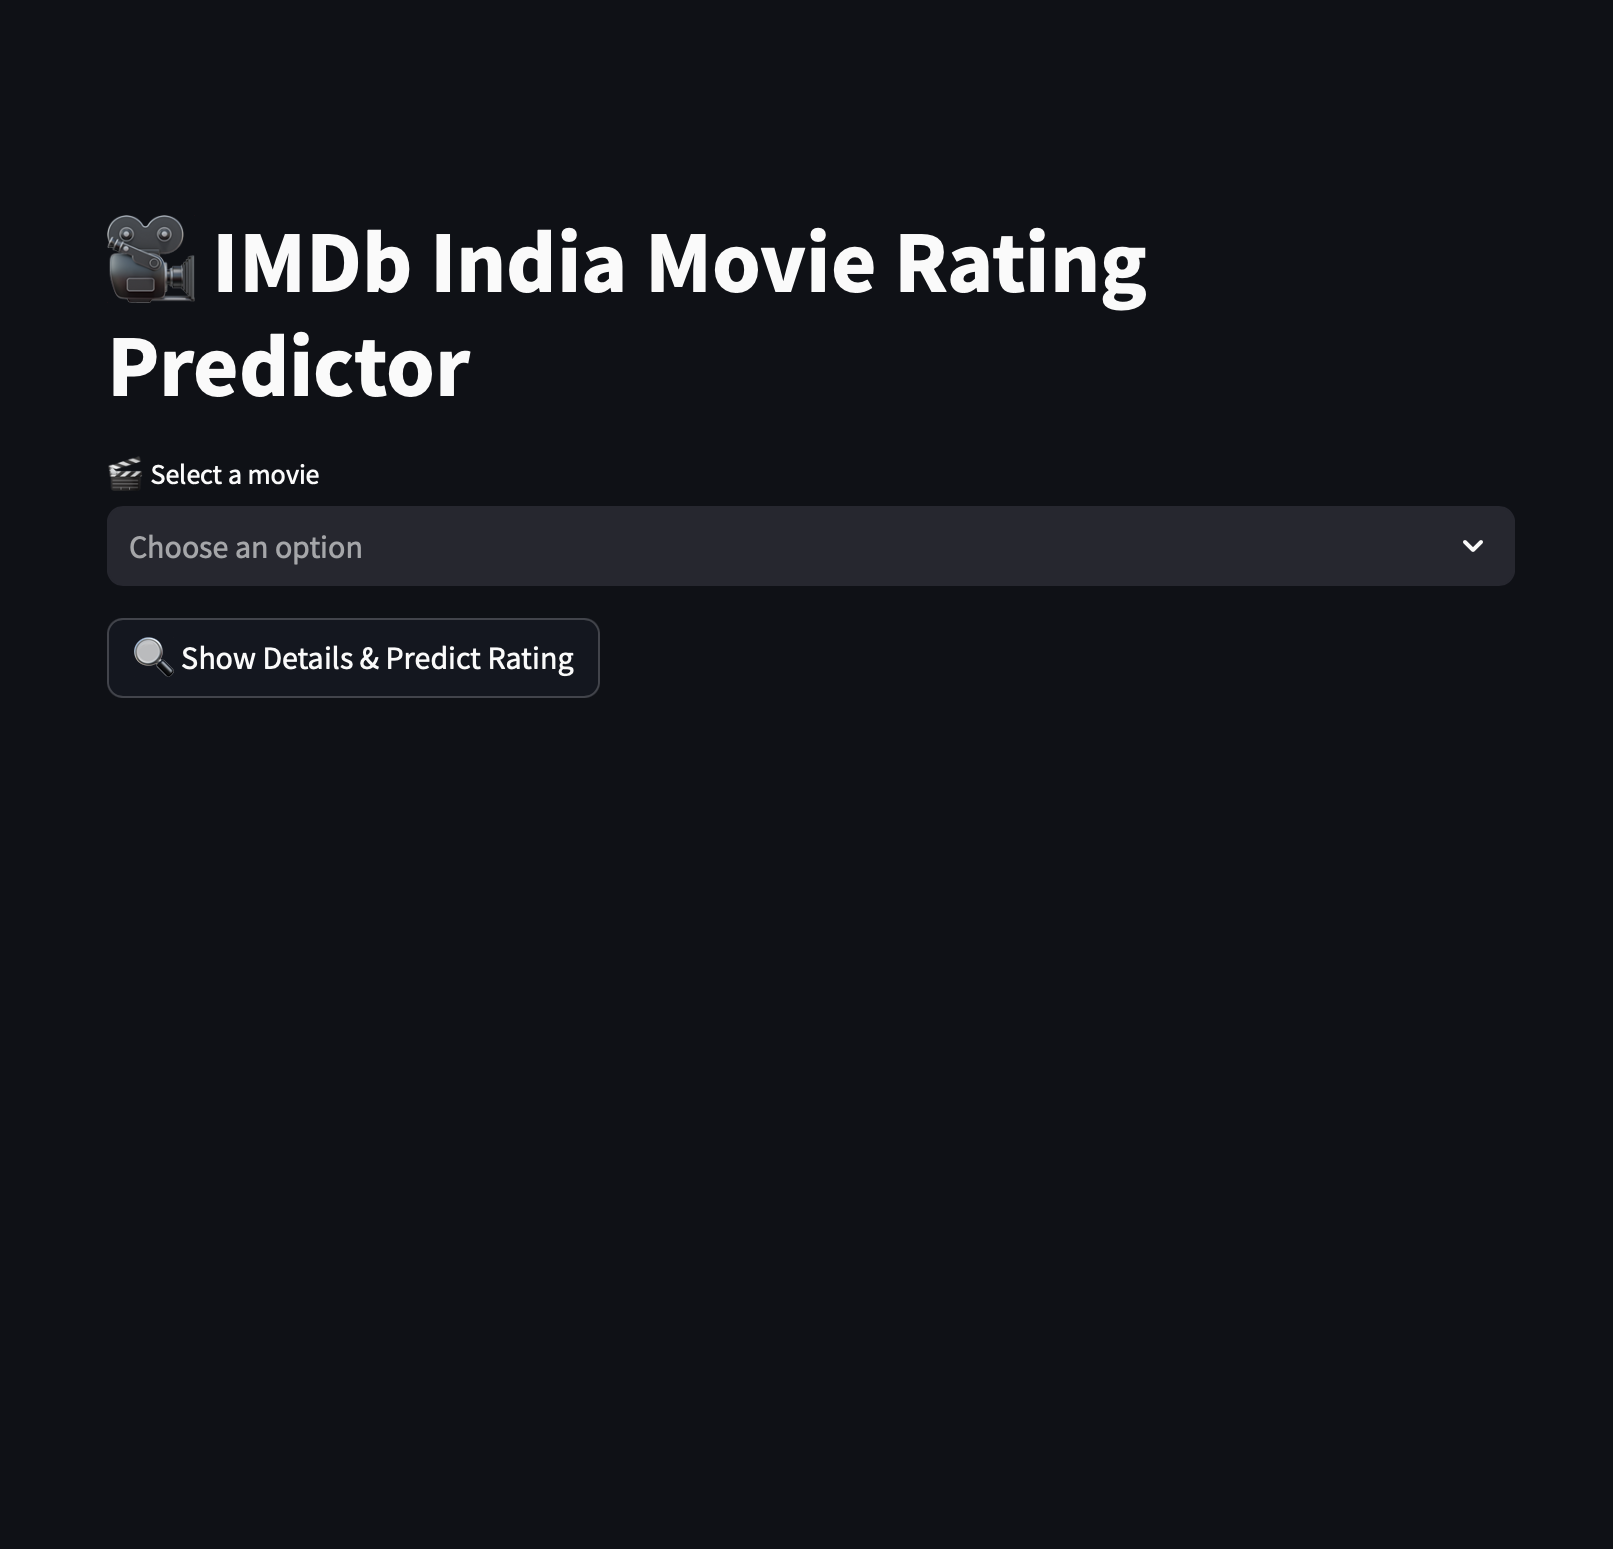 🎥 IMDb India Movie Rating
Predictor
🎬 Select a movie
Choose an option
🔍 Show Details & Predict Rating